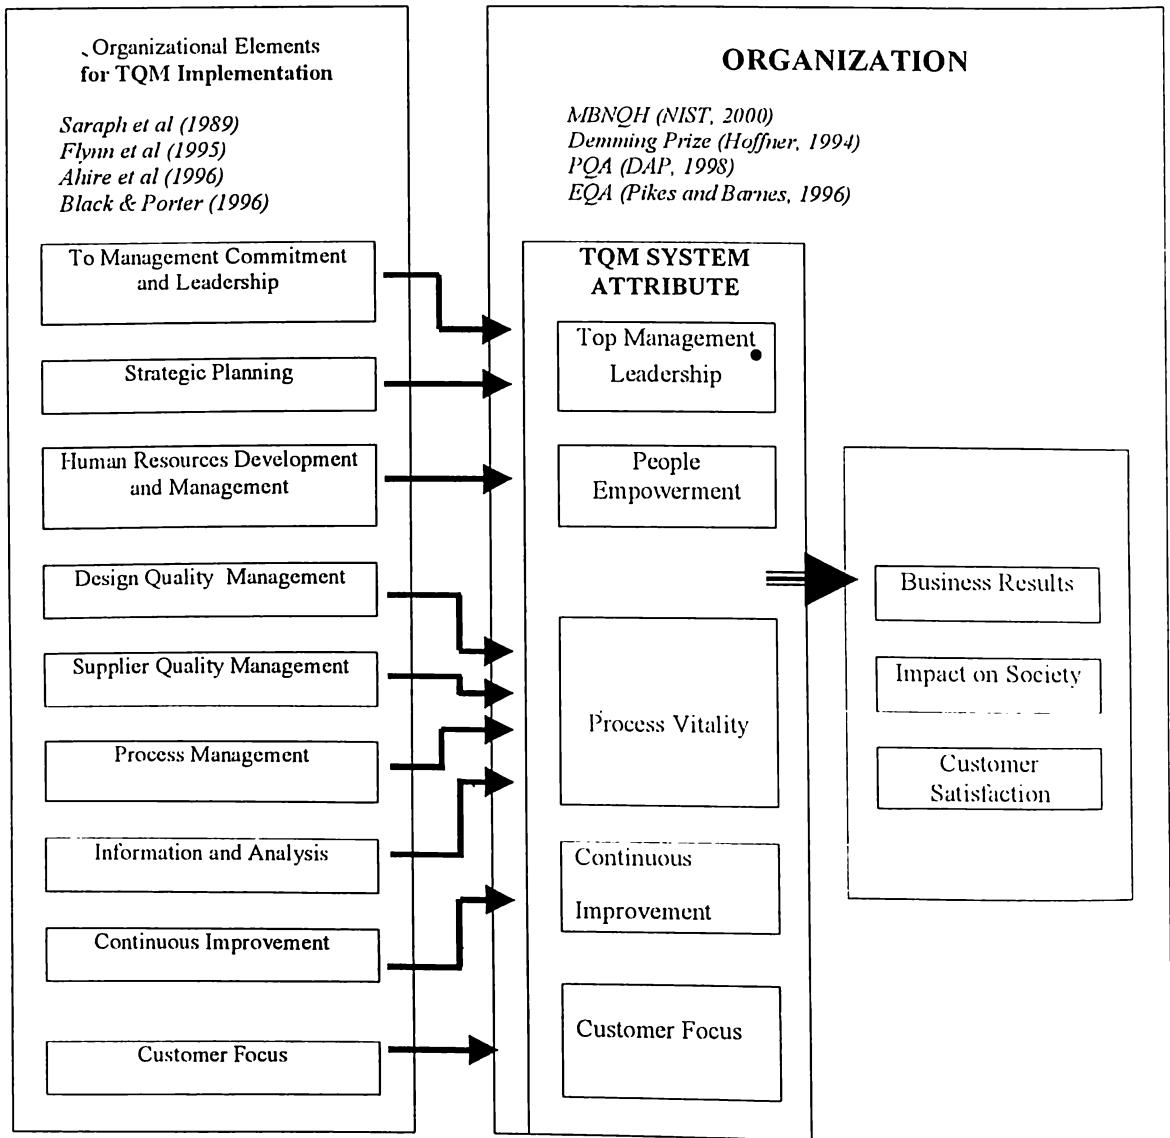 Organizational Elements
for TQM Implementation
Saraph et al (1989)
Flynn et al (1995)
Ahire et al (1996)
Black & Porter (1996)
To Management Commitment
and Leadership
Strategic Planning
Human Resources Development
and Management
Design Quality Management
Supplier Quality Management
Process Management
Information and Analysis
Continuous Improvement
Customer Focus
ORGANIZATION
MBNQH (NIST, 2000)
Demming Prize (Hoffner, 1994)
PQA (DAP, 1998)
EQA (Pikes and Barnes, 1996)
TQM SYSTEM
ATTRIBUTE
Top Management
Leadership
People
Empowerment
Process Vitality
Continuous
Improvement
Customer Focus
Business Results
Impact on Society
Customer
Satisfaction